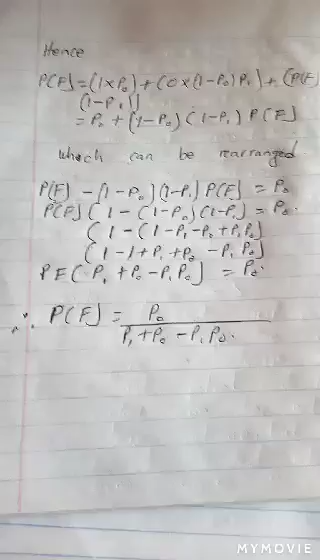 Hence
P(F) = (1×P₀) + (0×(1-P₀)P₁) + (P(F)
(1-P₁))
= P₀ + (1-P₀) (1-P₁) P(F)
which can be rearranged
P(F) - (1-P₀)(1-P₁) P(F) = P₀
P(F) (1 - (1-P₀)(1-P₁) = P₀.
(1 - (1-P₁-P₀+P₁P₀)
(1-1+P₁+P₀-P₁P₀)
PF(P₁+P₀-P₁P₀) = P₀.
∴ P(F) = P₀
P₁+P₀-P₁P₀.
MYMOVIE